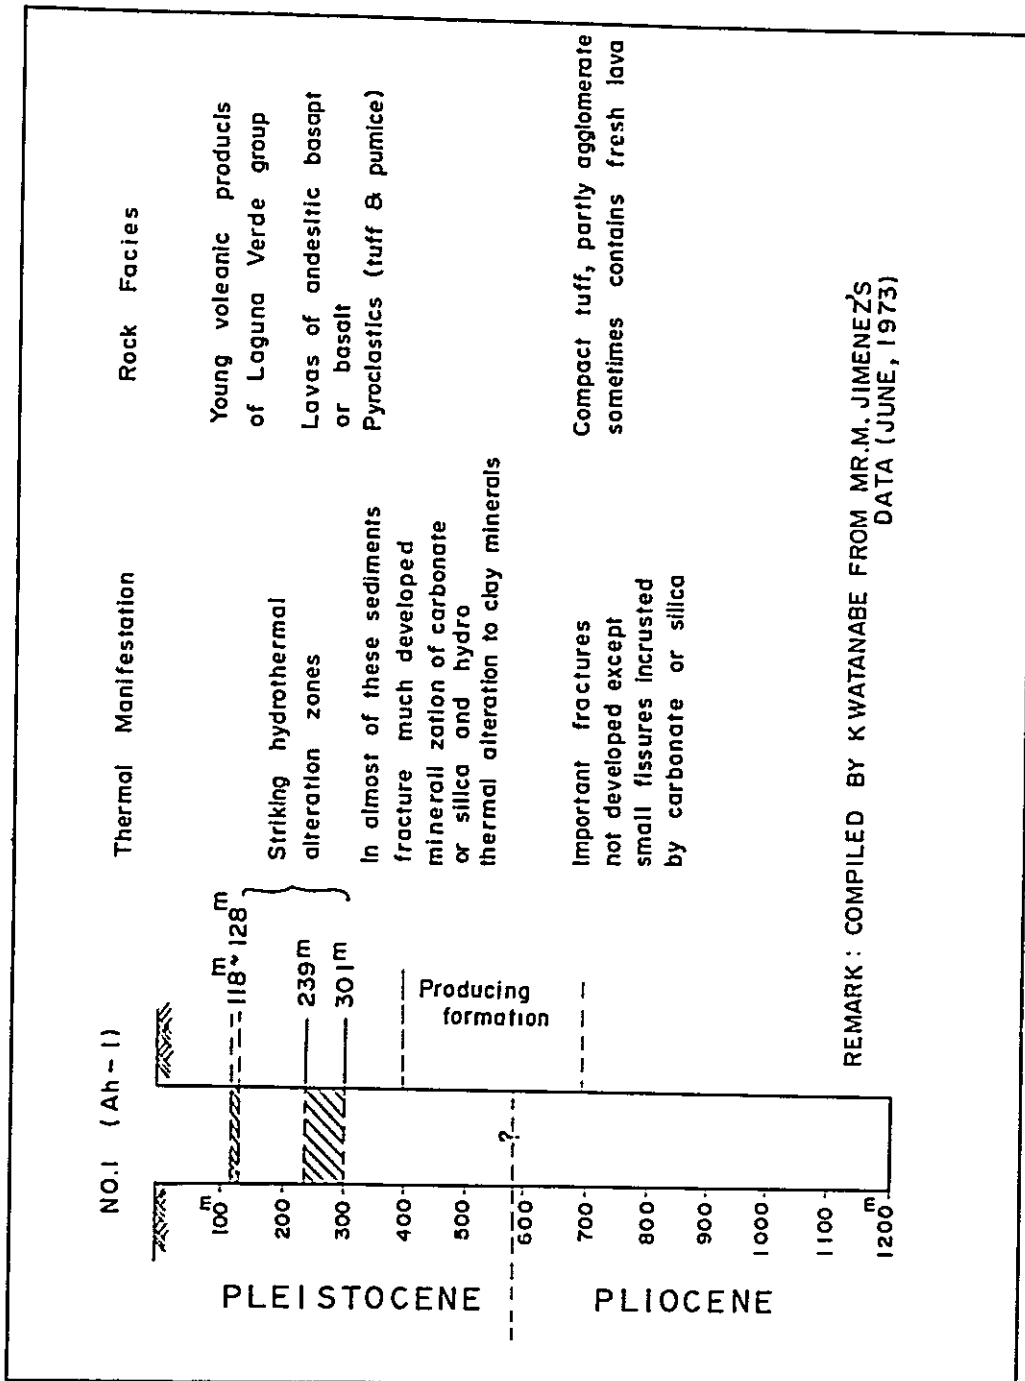 NO.1 (Ah-1)
Thermal Manifestation
Rock Facies
m
100
200
300
400
500
600
700
800
900
1000
1100
m
1200
PLEISTOCENE
PLIOCENE
?
118~128
m
m
239m
301m
Producing
formation
Striking hydrothermal
alteration zones
In almost of these sediments
fracture much developed
minerali zation of carbonate
or silica and hydro
thermal alteration to clay minerals
Important fractures
not developed except
small fissures incrusted
by carbonate or silica
Young voleanic products
of Laguna Verde group
Lavas of andesitic basapt
or basalt
Pyroclastics (tuff & pumice)
Compact tuff, partly agglomerate
sometimes contains fresh lava
REMARK : COMPILED BY K WATANABE FROM MR.M. JIMENEZ'S
DATA (JUNE, 1973)